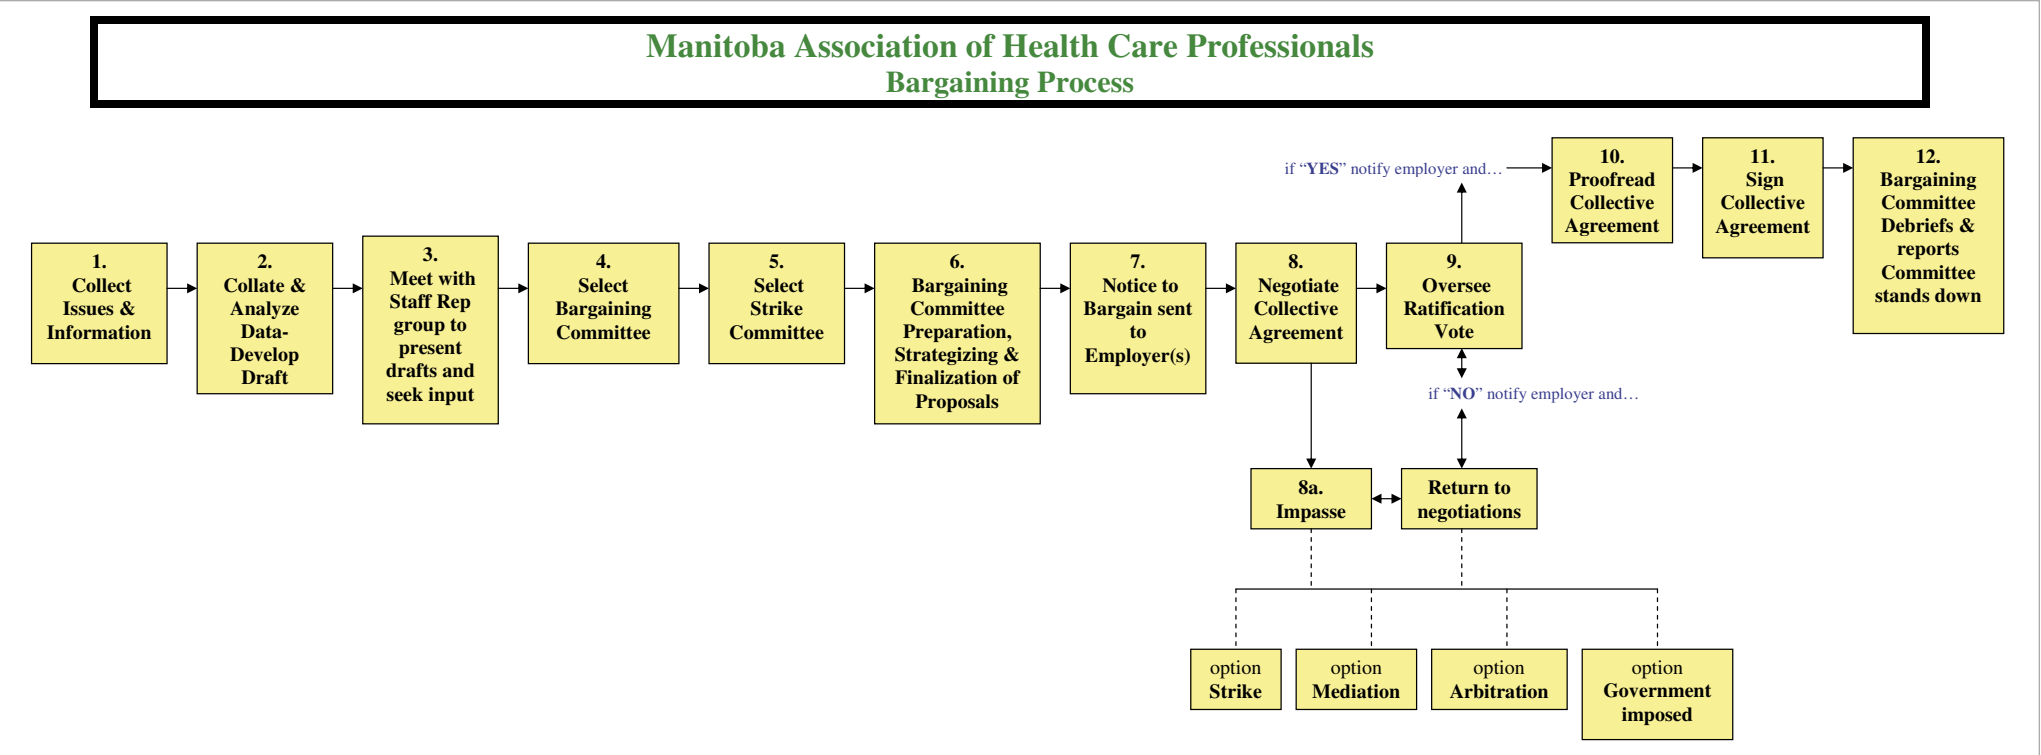 Manitoba Association of Health Care Professionals
Bargaining Process
1.
Collect
Issues &
Information
2.
Collate &
Analyze
Data-
Develop
Draft
3.
Meet with
Staff Rep
group to
present
drafts and
seek input
4.
Select
Bargaining
Committee
5.
Select
Strike
Committee
6.
Bargaining
Committee
Preparation,
Strategizing &
Finalization of
Proposals
7.
Notice to
Bargain sent
to
Employer(s)
8.
Negotiate
Collective
Agreement
9.
Oversee
Ratification
Vote
if “YES” notify employer and…
10.
Proofread
Collective
Agreement
11.
Sign
Collective
Agreement
12.
Bargaining
Committee
Debriefs &
reports
Committee
stands down
if “NO” notify employer and…
8a.
Impasse
Return to
negotiations
option
Strike
option
Mediation
option
Arbitration
option
Government
imposed